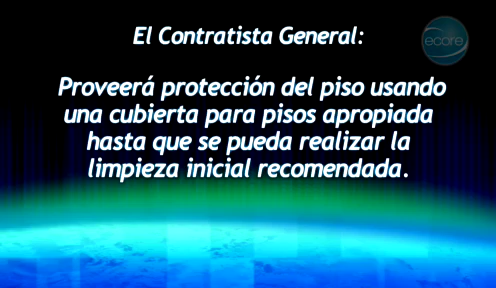 El Contratista General:
ecore
Proveerá protección del piso usando
una cubierta para pisos apropiada
hasta que se pueda realizar la
limpieza inicial recomendada.